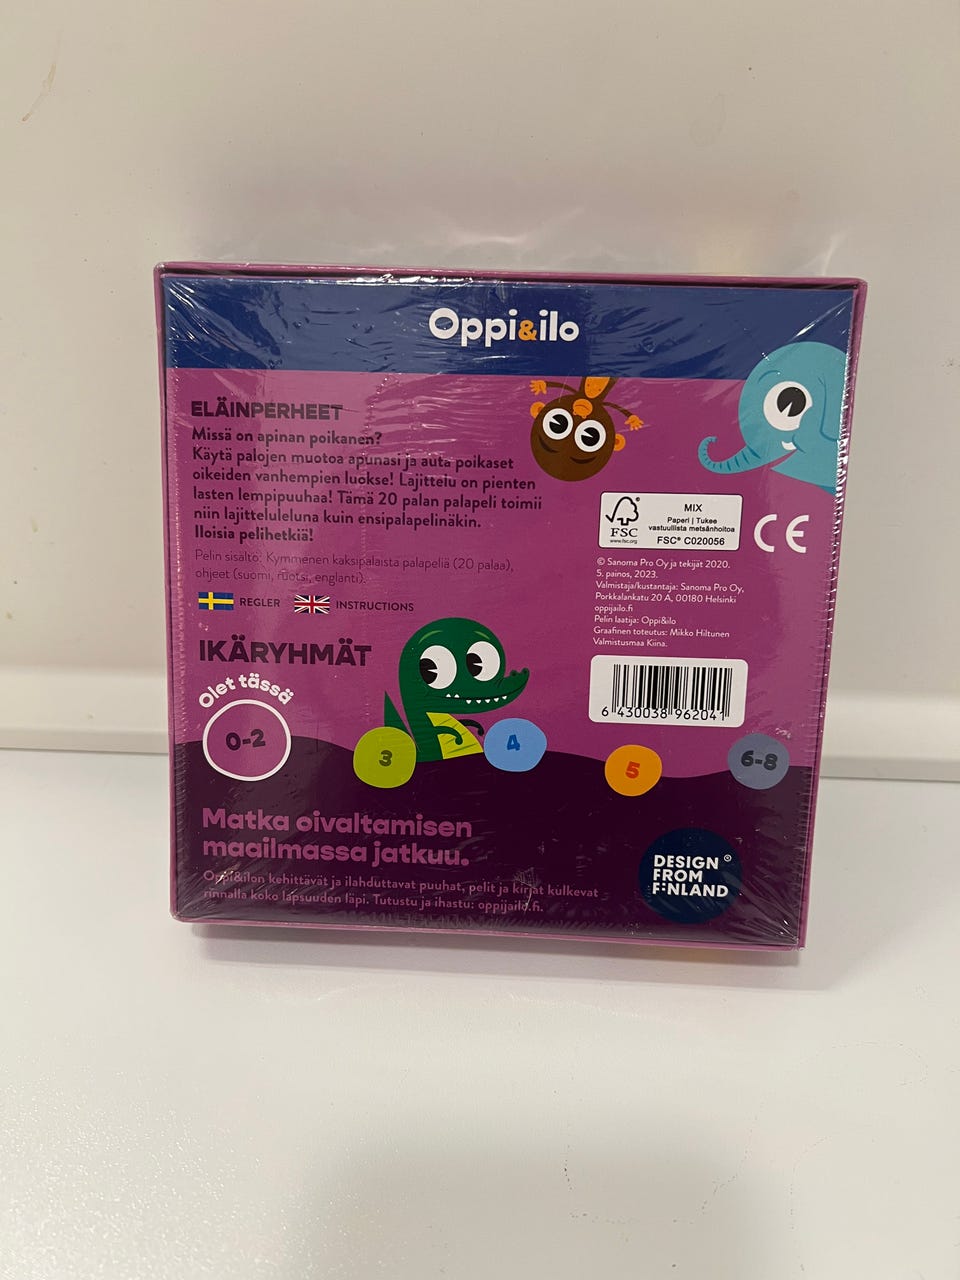 Oppi&ilo
ELÄINPERHEET
Missä on apinan poikanen?
Käytä palojen muotoa apunasi ja auta poikaset
oikeiden vanhempien luokse! Lajittelu on pienten
lasten lempipuuhaa! Tämä 20 palan palapeli toimii
niin lajitteluleluna kuin ensipalapelinäkin.
Iloisia pelihetkiä!
Pelin sisältö: Kymmenen kaksipalaista palapeliä (20 palaa),
ohjeet (suomi, ruotsi, englanti).
REGLER
INSTRUCTIONS
FSC
www.fsc.org
MIX
Paperi | Tukee
vastuullista metsänhoitoa
FSC® C020056
CE
© Sanoma Pro Oy ja tekijät 2020.
5. painos, 2023.
Valmistaja/kustantaja: Sanoma Pro Oy,
Porkkalankatu 20 A, 00180 Helsinki
oppijailo.fi
Pelin laatija: Oppi&ilo
Graafinen toteutus: Mikko Hiltunen
Valmistusmaa Kiina.
6 430038 962041
IKÄRYHMÄT
Olet tässä
0-2
3
4
5
6-8
Matka oivaltamisen
maailmassa jatkuu.
Oppi&ilon kehittävät ja ilahduttavat puuhat, pelit ja kirjat kulkevat
rinnalla koko lapsuuden läpi. Tutustu ja ihastu: oppijailo.fi.
DESIGN ®
FROM
FINLAND